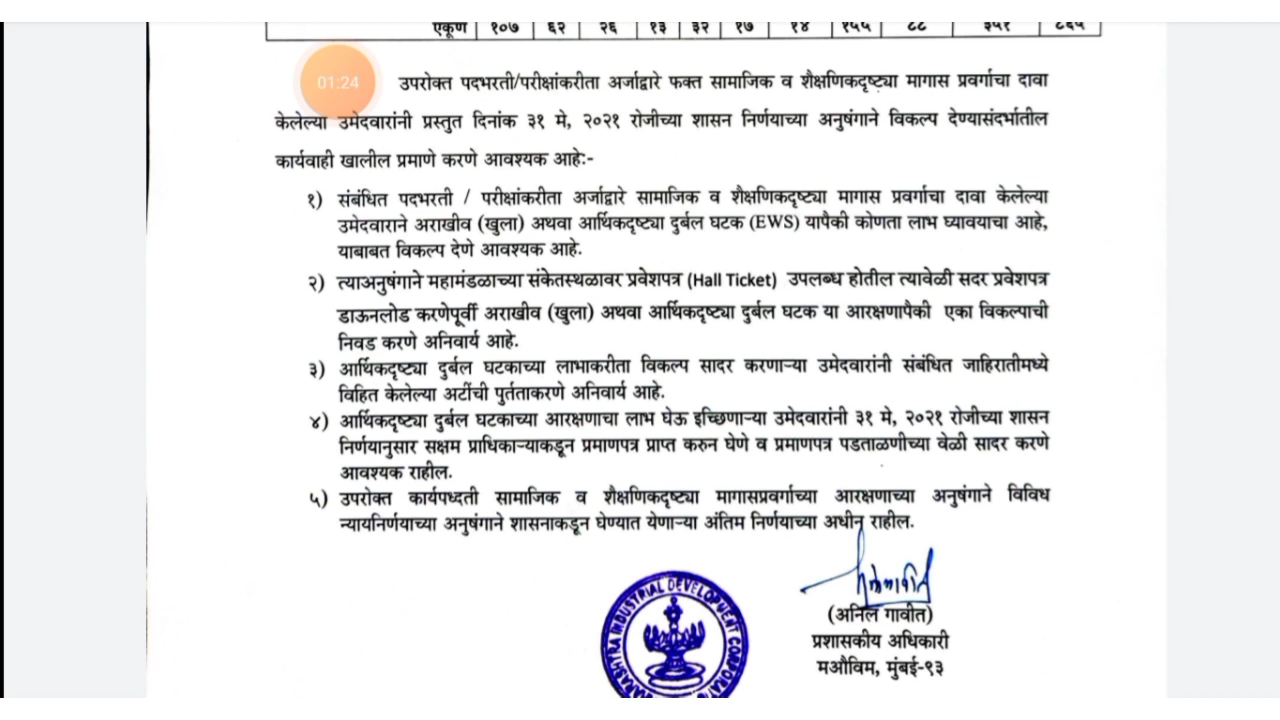 एकूण १०७ ६२ २६ १३ ३२ १७ १४ १५५ ८८ ३५१ ८६५
01:24
उपरोक्त पदभरती/परीक्षांकरीता अर्जाद्वारे फक्त सामाजिक व शैक्षणिकदृष्ट्या मागास प्रवर्गाचा दावा
केलेल्या उमेदवारांनी प्रस्तुत दिनांक ३१ मे, २०२१ रोजीच्या शासन निर्णयाच्या अनुषंगाने विकल्प देण्यासंदर्भातील
कार्यवाही खालील प्रमाणे करणे आवश्यक आहे:-
१) संबंधित पदभरती / परीक्षांकरीता अर्जाद्वारे सामाजिक व शैक्षणिकदृष्ट्या मागास प्रवर्गाचा दावा केलेल्या
उमेदवाराने अराखीव (खुला) अथवा आर्थिकदृष्ट्या दुर्बल घटक (EWS) यापैकी कोणता लाभ घ्यावयाचा आहे,
याबाबत विकल्प देणे आवश्यक आहे.
२) त्याअनुषंगाने महामंडळाच्या संकेतस्थळावर प्रवेशपत्र (Hall Ticket) उपलब्ध होतील त्यावेळी सदर प्रवेशपत्र
डाऊनलोड करणेपूर्वी अराखीव (खुला) अथवा आर्थिकदृष्ट्या दुर्बल घटक या आरक्षणापैकी एका विकल्पाची
निवड करणे अनिवार्य आहे.
३) आर्थिकदृष्ट्या दुर्बल घटकाच्या लाभाकरीता विकल्प सादर करणाऱ्या उमेदवारांनी संबंधित जाहिरातीमध्ये
विहित केलेल्या अटींची पुर्तताकरणे अनिवार्य आहे.
४) आर्थिकदृष्ट्या दुर्बल घटकाच्या आरक्षणाचा लाभ घेऊ इच्छिणाऱ्या उमेदवारांनी ३१ मे, २०२१ रोजीच्या शासन
निर्णयानुसार सक्षम प्राधिकाऱ्याकडून प्रमाणपत्र प्राप्त करुन घेणे व प्रमाणपत्र पडताळणीच्या वेळी सादर करणे
आवश्यक राहील.
५) उपरोक्त कार्यपध्दती सामाजिक व शैक्षणिकदृष्ट्या मागासप्रवर्गाच्या आरक्षणाच्या अनुषंगाने विविध
न्यायनिर्णयाच्या अनुषंगाने शासनाकडून घेण्यात येणाऱ्या अंतिम निर्णयाच्या अधीन राहील.
(अनिल गावीत)
प्रशासकीय अधिकारी
मऔविम, मुंबई-९३
INDUSTRIAL DEVELOPMENT